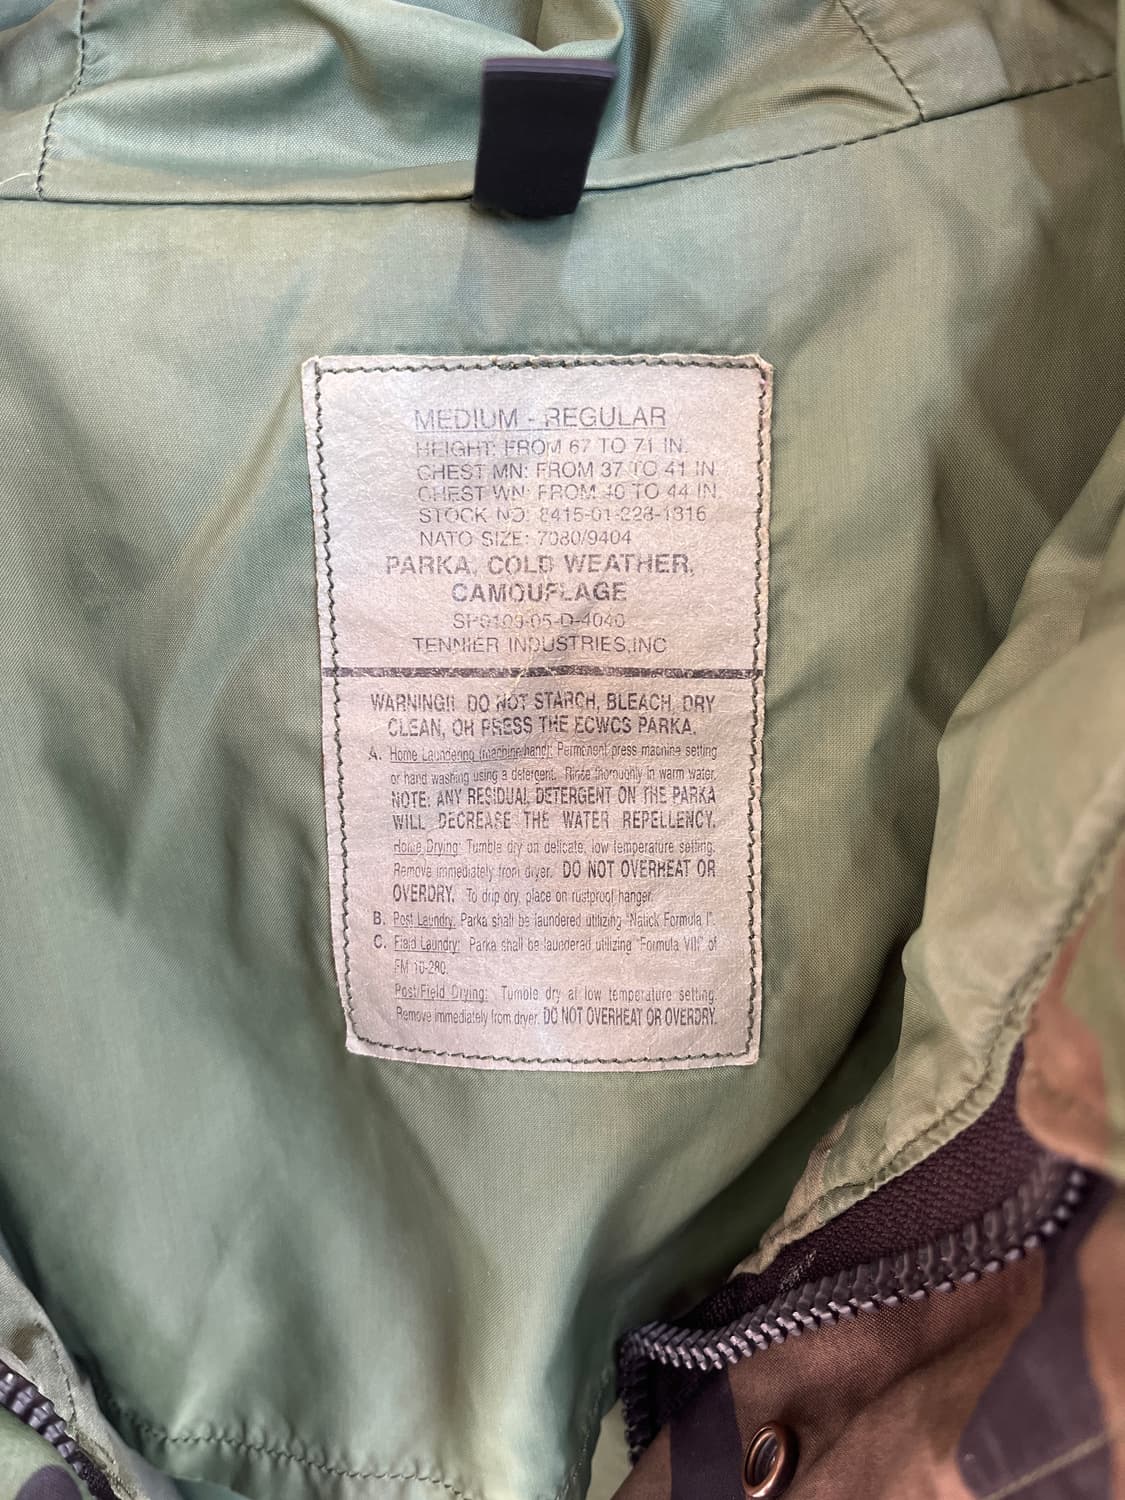 MEDIUM - REGULAR
HEIGHT: FROM 67 TO 71 IN.
CHEST MN: FROM 37 TO 41 IN.
CHEST WN: FROM 40 TO 44 IN.
STOCK NO: 8415-01-228-1316
NATO SIZE: 7080/9404
PARKA, COLD WEATHER,
CAMOUFLAGE
SP0100-05-D-4040
TENNIER INDUSTRIES,INC
WARNING!! DO NOT STARCH, BLEACH, DRY
CLEAN, OR PRESS THE ECWCS PARKA.
A. Home Laundering (machine/hand): Permanent press machine setting
or hand washing using a detergent. Rinse thoroughly in warm water.
NOTE: ANY RESIDUAL DETERGENT ON THE PARKA
WILL DECREASE THE WATER REPELLENCY.
Home Drying: Tumble dry on delicate, low temperature setting.
Remove immediately from dryer. DO NOT OVERHEAT OR
OVERDRY. To drip dry, place on rustproof hanger.
B. Post Laundry. Parka shall be laundered utilizing "Natick Formula I".
C. Field Laundry: Parka shall be laundered utilizing "Formula VII" of
FM 10-280.
Post/Field Drying: Tumble dry at low temperature setting.
Remove immediately from dryer. DO NOT OVERHEAT OR OVERDRY.